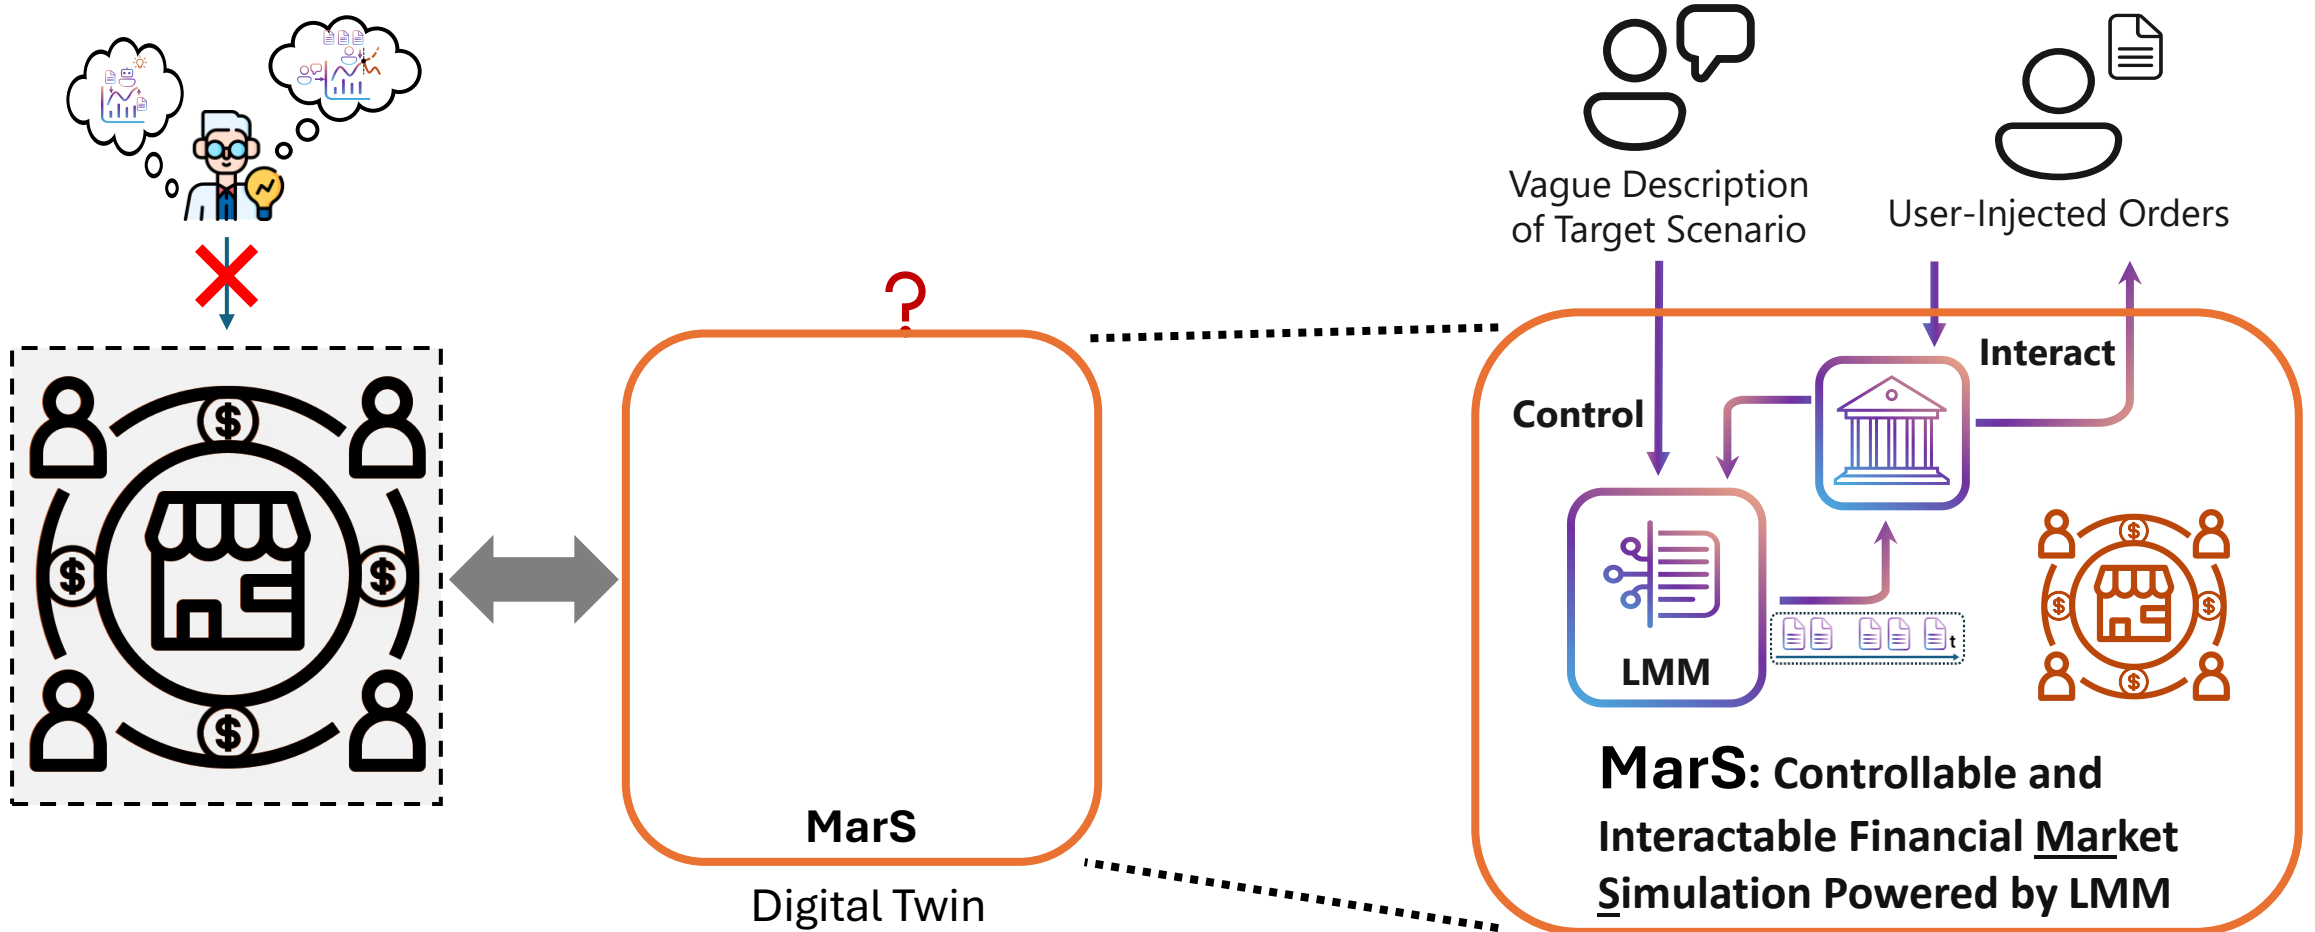 Vague Description
of Target Scenario
User-Injected Orders
?
Interact
Control
$
$
$
$
LMM
t
$
$
$
$
MarS
Digital Twin
MarS: Controllable and
Interactable Financial Market
Simulation Powered by LMM